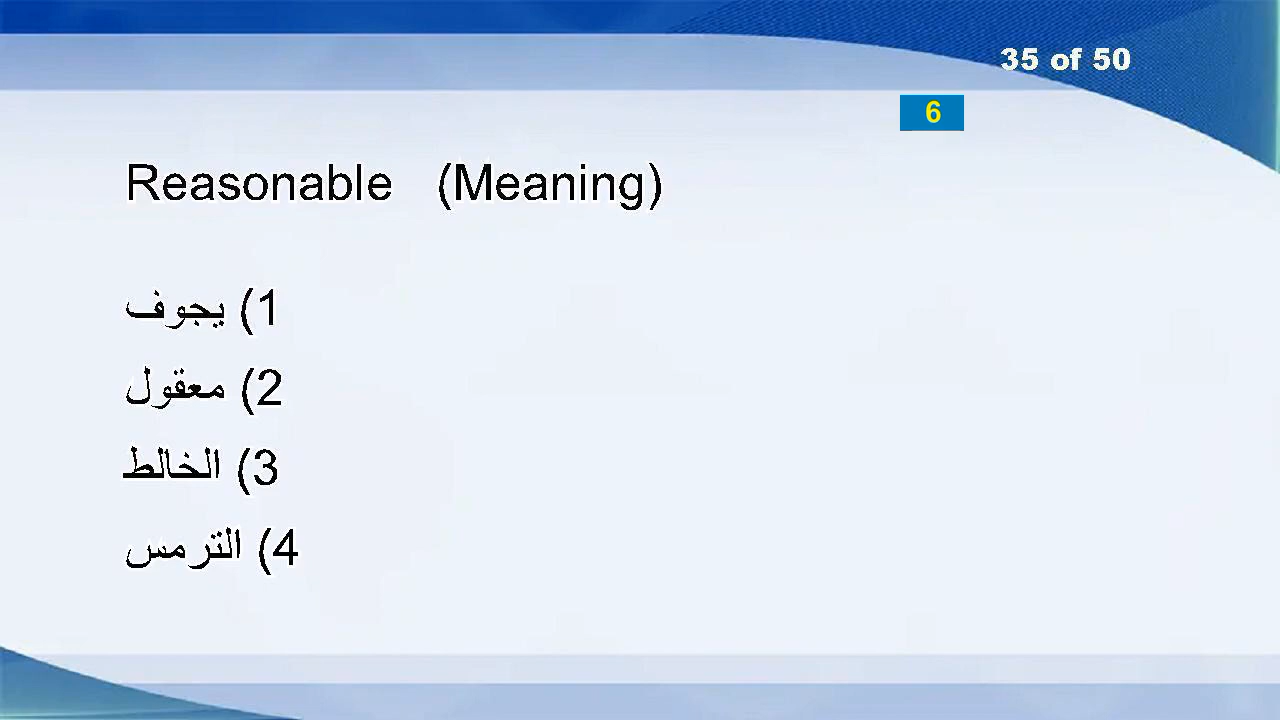 35 of 50
6
Reasonable (Meaning)
1) يجوف
2) معقول
3) الخالط
4) الترمس